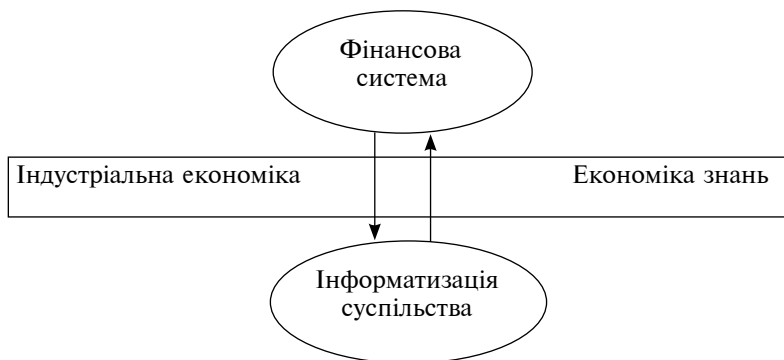 Фінансова
система
Індустріальна економіка
Економіка знань
Інформатизація
суспільства